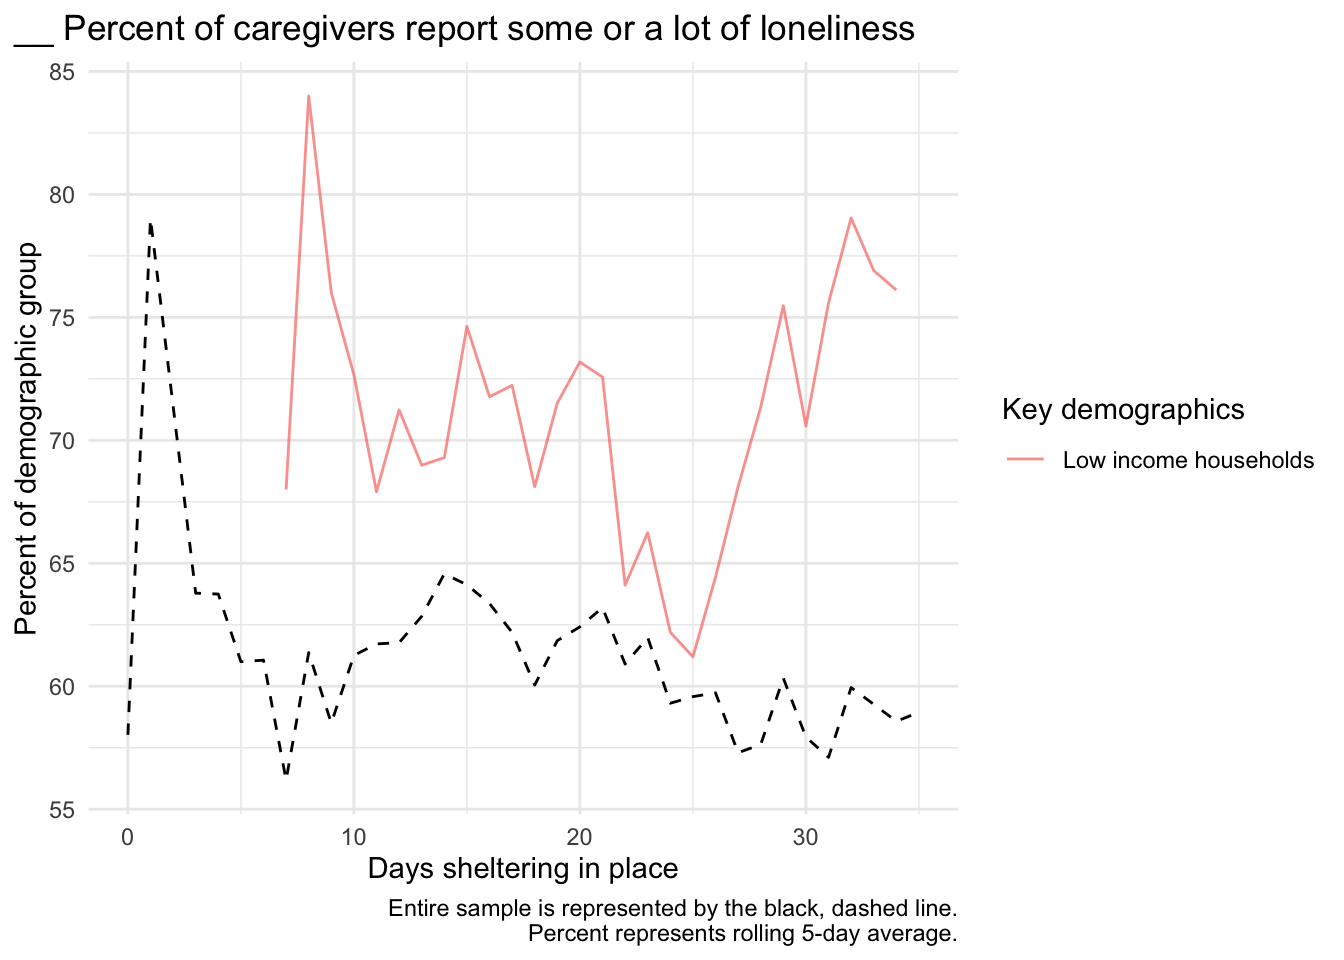 __ Percent of caregivers report some or a lot of loneliness
85
80
75
70
65
60
55
Percent of demographic group
0
10
20
30
Days sheltering in place
Key demographics
Low income households
Entire sample is represented by the black, dashed line.
Percent represents rolling 5-day average.